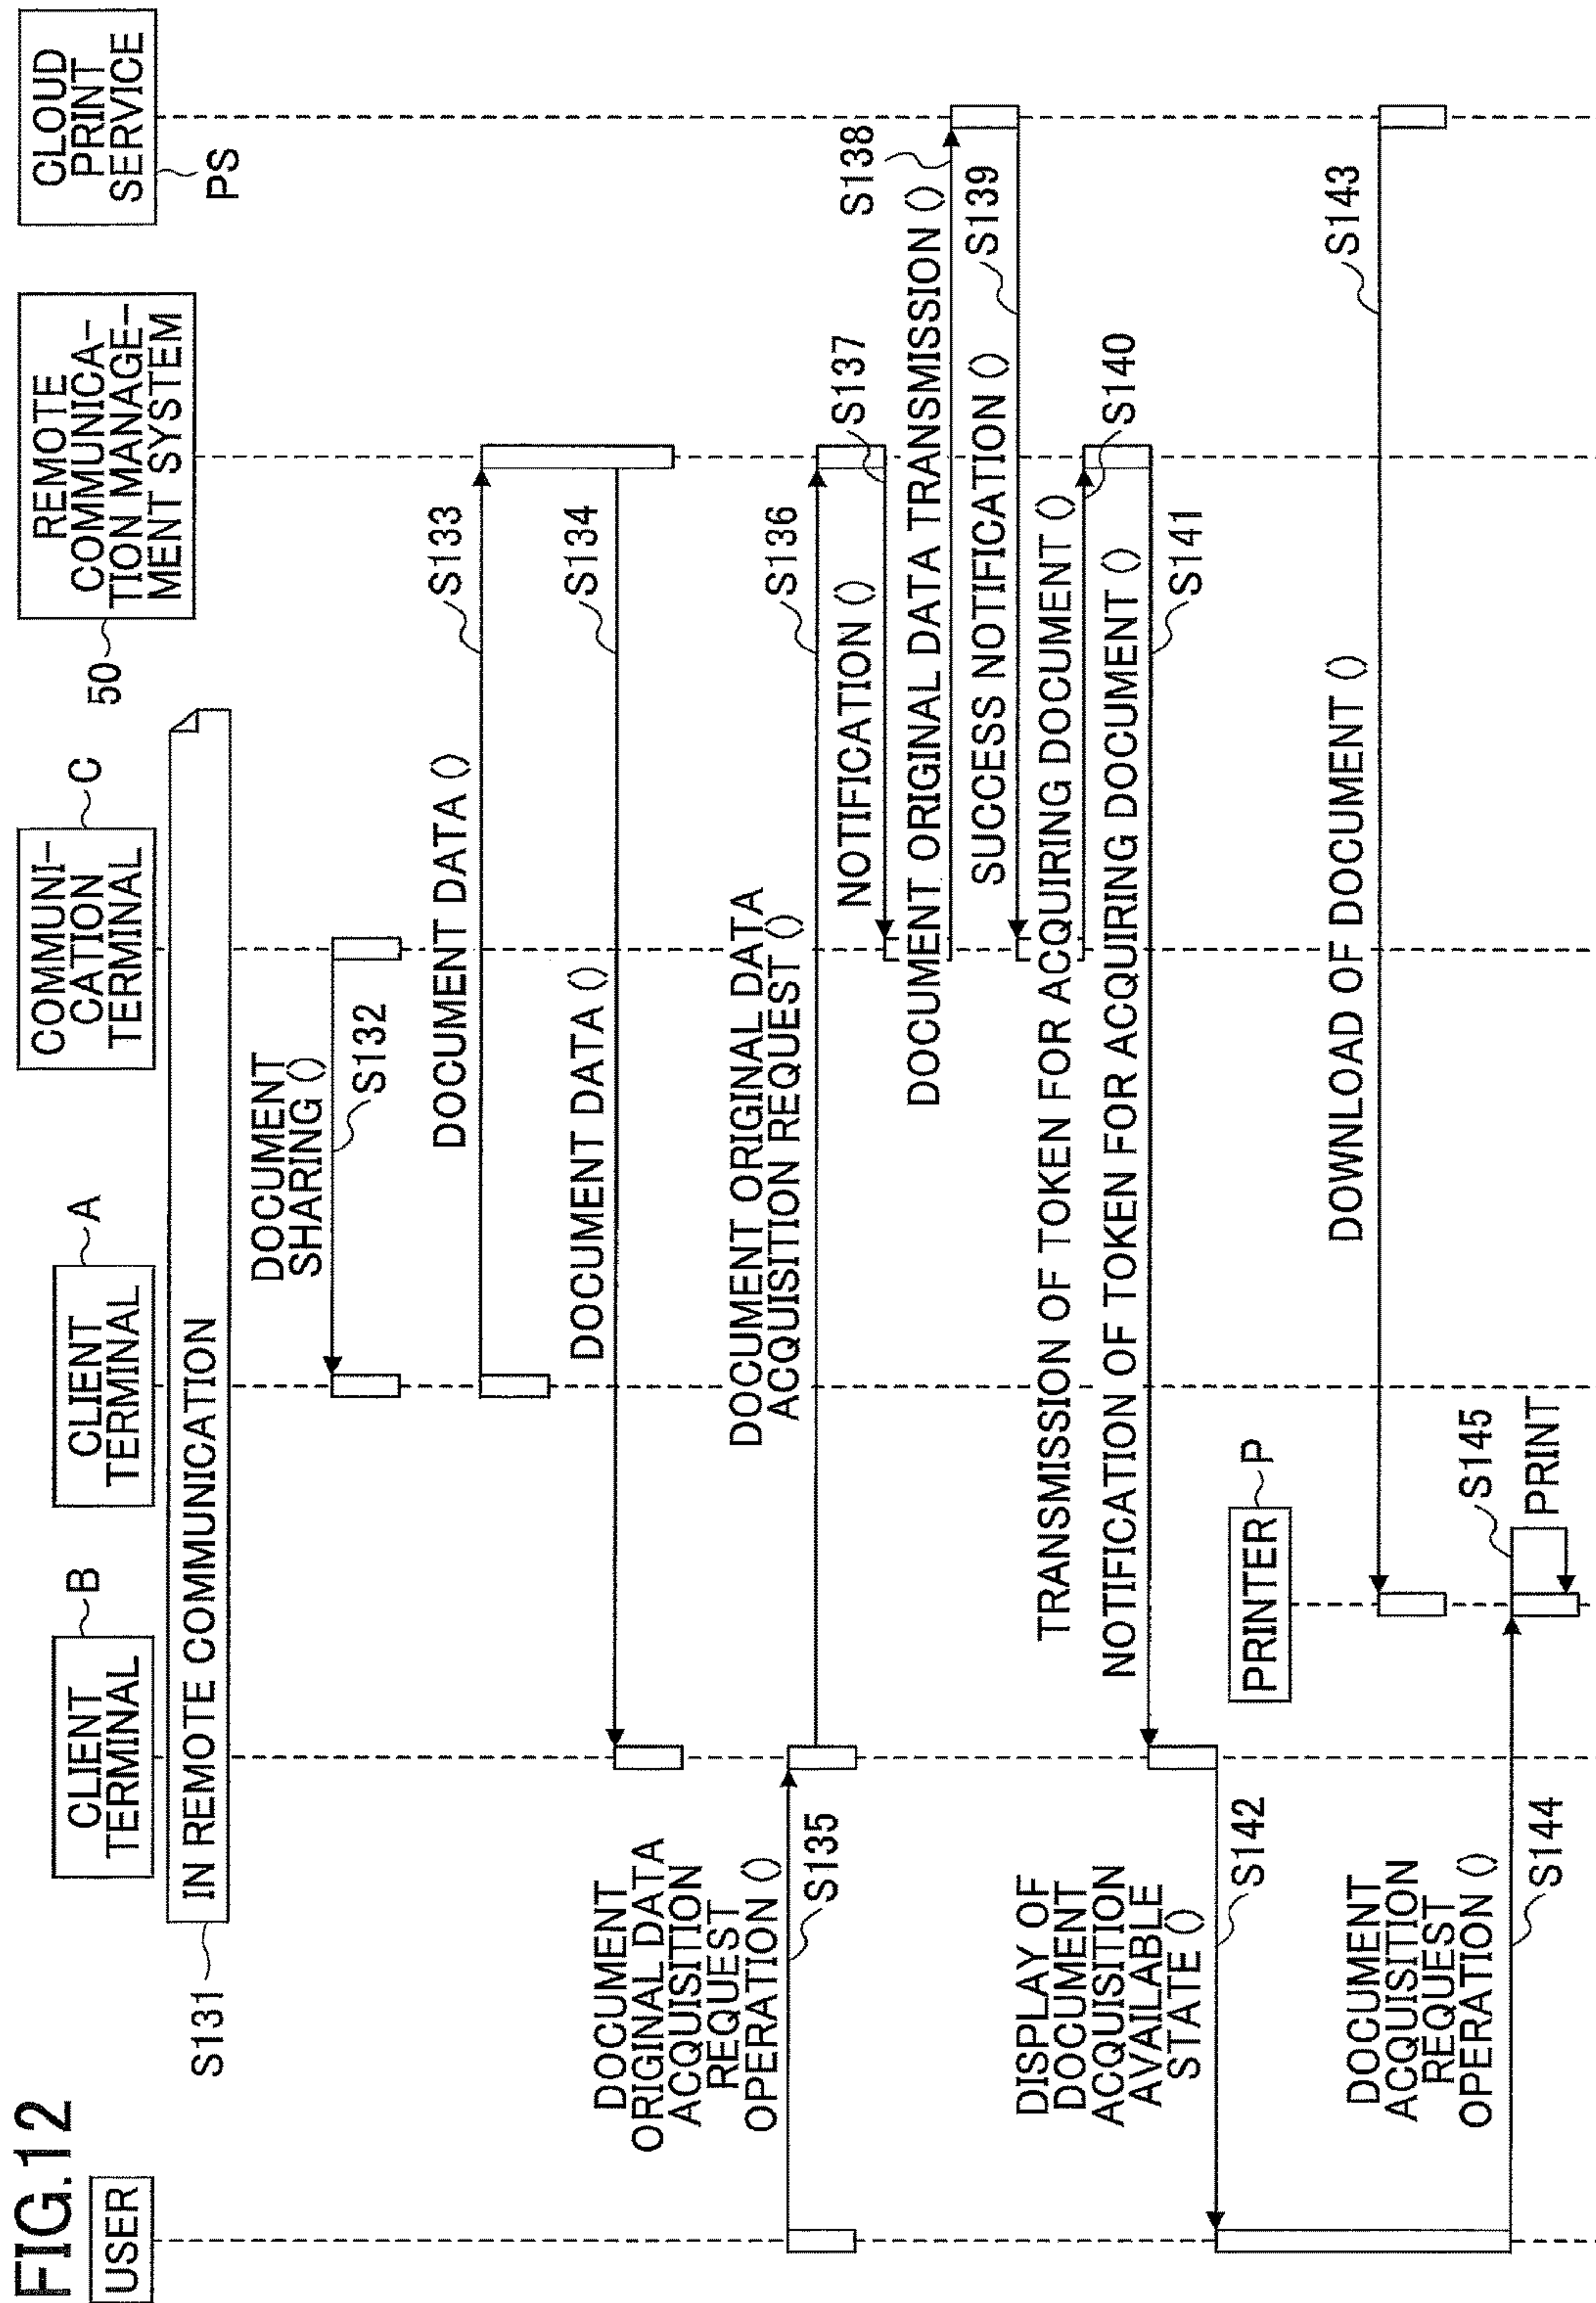 FIG.12
USER
CLIENT
TERMINAL
B
CLIENT
TERMINAL
A
COMMUNI-
CATION
TERMINAL
C
REMOTE
COMMUNICA-
TION MANAGE-
MENT SYSTEM
50
CLOUD
PRINT
SERVICE
PS
S131
IN REMOTE COMMUNICATION
DOCUMENT
SHARING ()
S132
DOCUMENT DATA ()
S133
DOCUMENT DATA ()
S134
DOCUMENT
ORIGINAL DATA
ACQUISITION
REQUEST
OPERATION ()
S135
DOCUMENT ORIGINAL DATA
ACQUISITION REQUEST ()
S136
NOTIFICATION ()
S137
DOCUMENT ORIGINAL DATA TRANSMISSION ()
S138
SUCCESS NOTIFICATION ()
S139
TRANSMISSION OF TOKEN FOR ACQUIRING DOCUMENT ()
S140
NOTIFICATION OF TOKEN FOR ACQUIRING DOCUMENT ()
S141
DISPLAY OF
DOCUMENT
ACQUISITION
AVAILABLE
STATE ()
S142
PRINTER
P
DOWNLOAD OF DOCUMENT ()
S143
DOCUMENT
ACQUISITION
REQUEST
OPERATION ()
S144
S145
PRINT